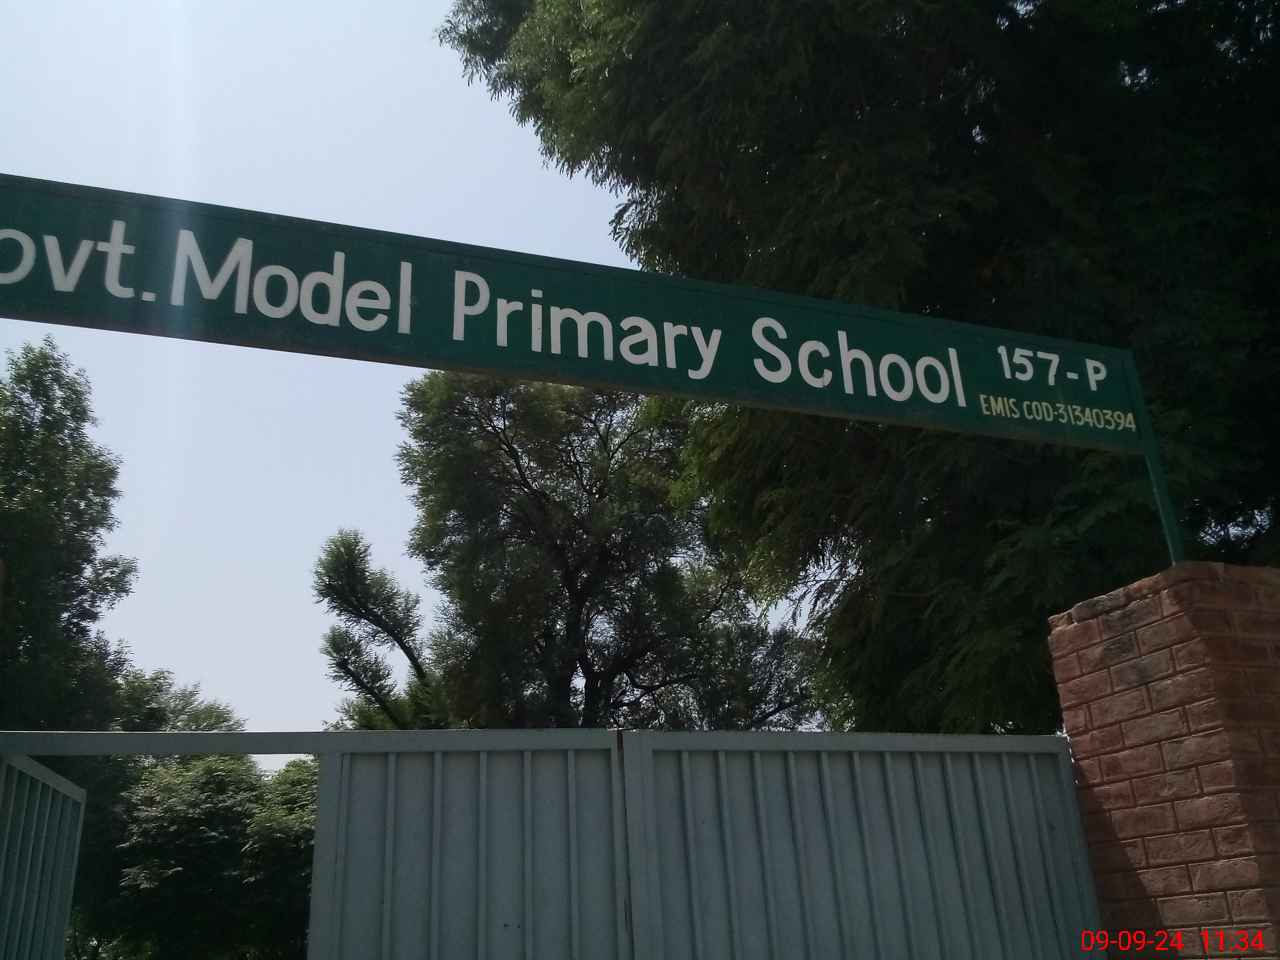 ovt. Model Primary School 157-P
EMIS COD-31340394
09-09-24 11:34